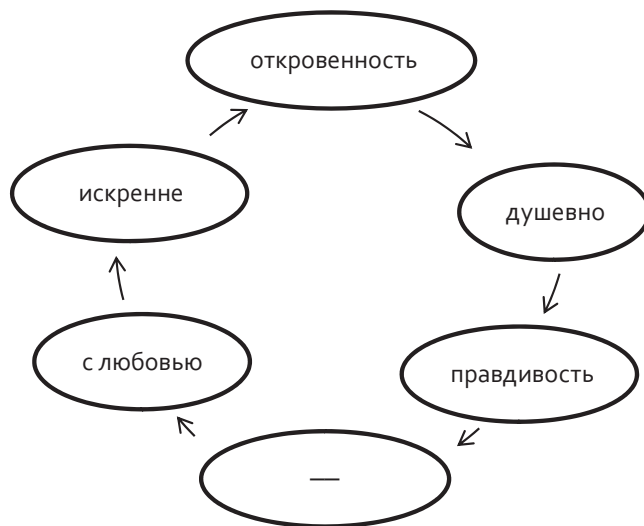 откровенность
душевно
правдивость
—
с любовью
искренне